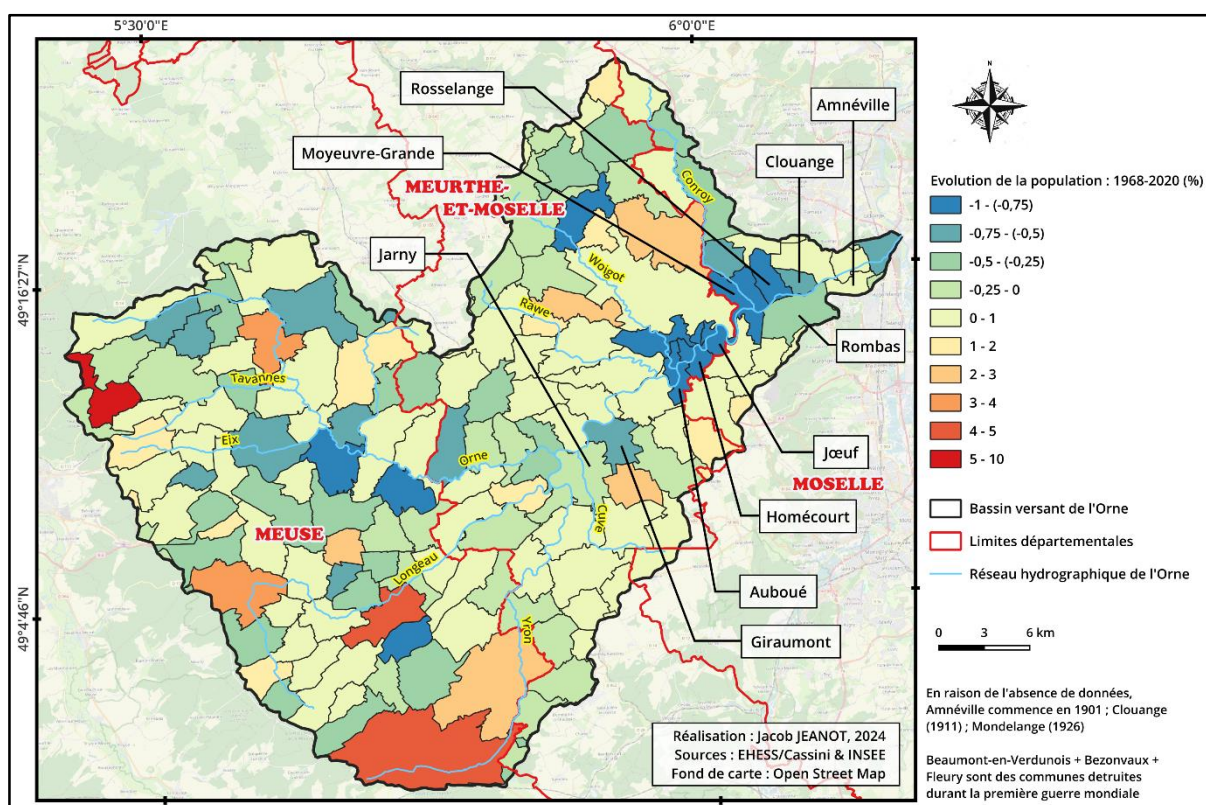 5°30'0"E
6°0'0"E
49°16'27"N
49°4'46"N
Rosselange
Amnéville
Moyeuvre-Grande
Clouange
MEURTHE-
ET-MOSELLE
Conroy
Jarny
Woigot
Rawe
Rombas
Tavannes
Eix
Orne
Jœuf
MOSELLE
Cuve
Homécourt
MEUSE
Longeau
Auboué
Yron
Giraumont
Réalisation : Jacob JEANOT, 2024
Sources : EHESS/Cassini & INSEE
Fond de carte : Open Street Map
N
Evolution de la population : 1968-2020 (%)
-1 - (-0,75)
-0,75 - (-0,5)
-0,5 - (-0,25)
-0,25 - 0
0 - 1
1 - 2
2 - 3
3 - 4
4 - 5
5 - 10
Bassin versant de l'Orne
Limites départementales
Réseau hydrographique de l'Orne
0 3 6 km
En raison de l'absence de données,
Amnéville commence en 1901 ; Clouange
(1911) ; Mondelange (1926)
Beaumont-en-Verdunois + Bezonvaux +
Fleury sont des communes detruites
durant la première guerre mondiale